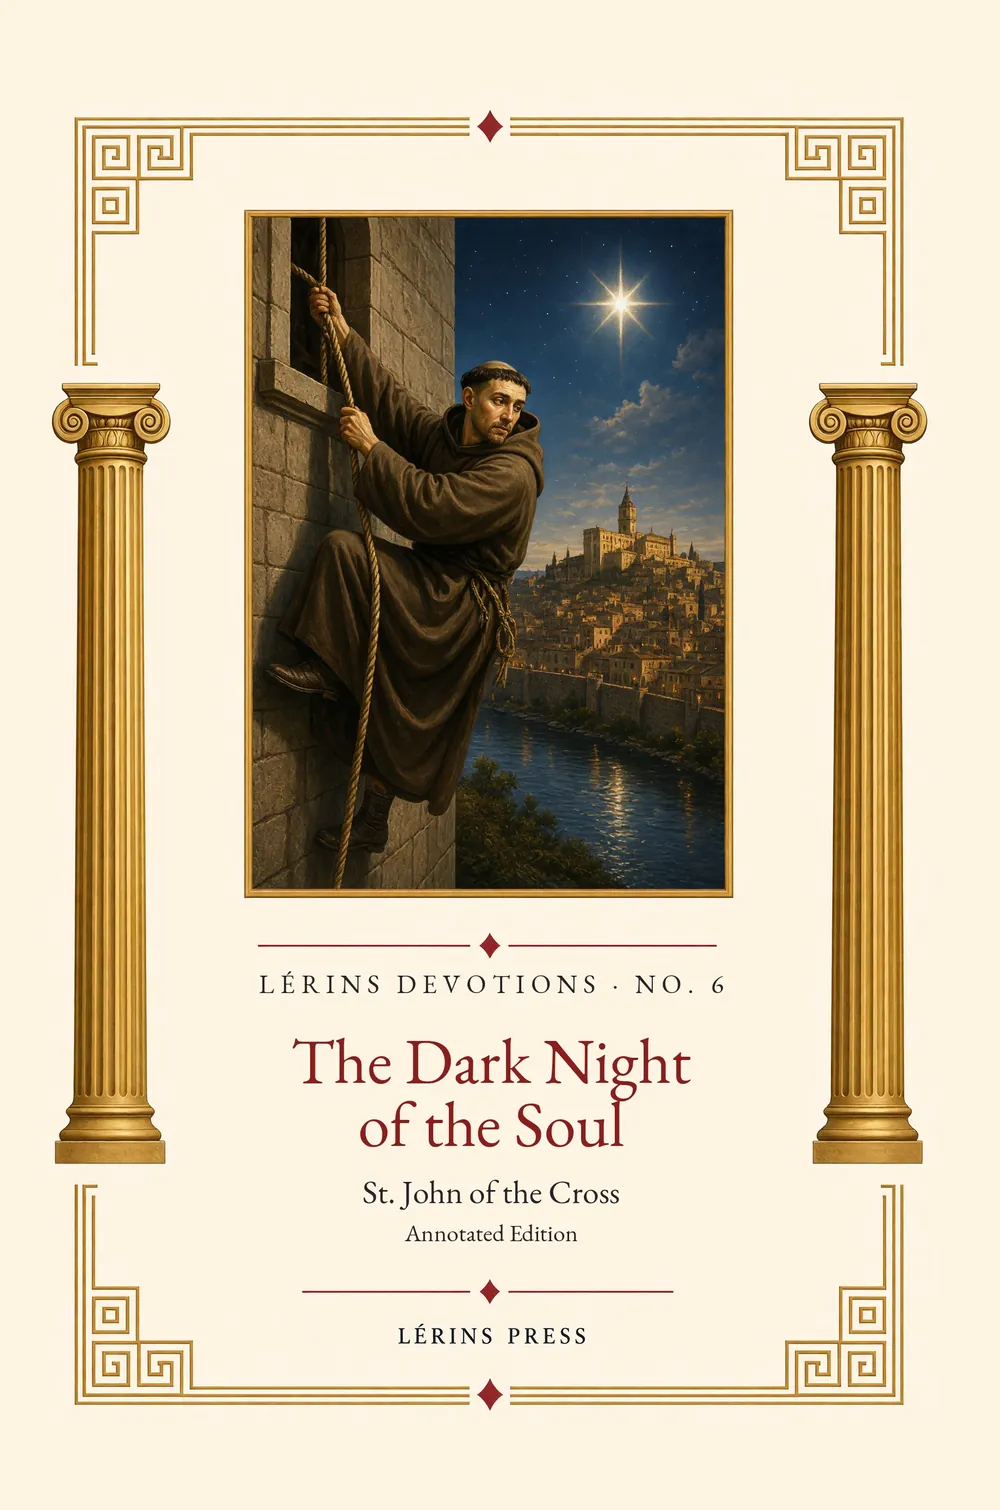 LÉRINS DEVOTIONS · NO. 6
The Dark Night
of the Soul
St. John of the Cross
Annotated Edition
LÉRINS PRESS